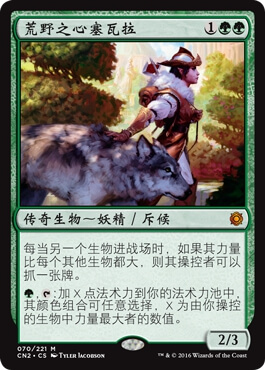 荒野之心塞瓦拉 1
传奇生物～妖精／斥候
每当另一个生物进战场时，如果其力量
比每个其他生物都大，则其操控者可以
抓一张牌。
，：加Ｘ点法术力到你的法术力池中，
其颜色组合可任意选择，Ｘ为由你操控
的生物中力量最大者的数值。
2/3
070/221 M
CN2 • CS TYLER JACOBSON
™ & © 2016 Wizards of the Coast